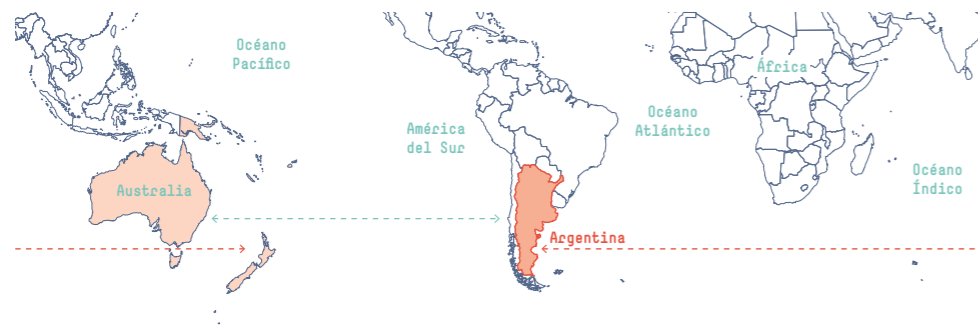 Océano
Pacífico
África
Océano
Atlántico
América
del Sur
Océano
Índico
Australia
Argentina